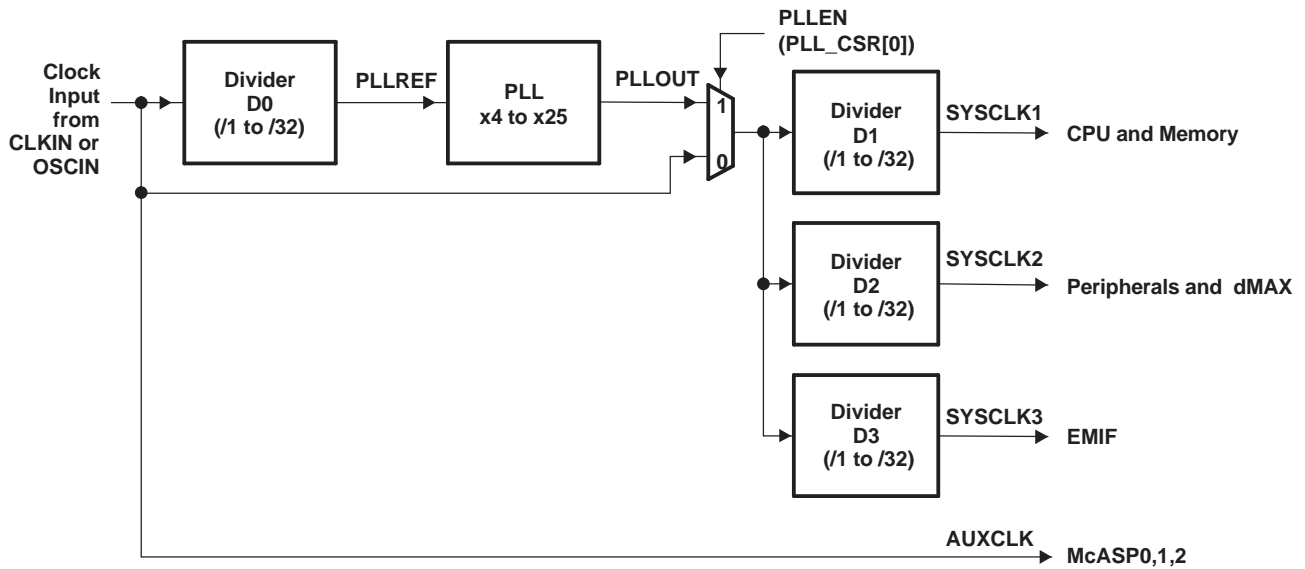 PLLEN
(PLL_CSR[0])
Clock
Input
from
CLKIN or
OSCIN
Divider
D0
(/1 to /32)
PLLREF
PLL
x4 to x25
PLLOUT
1
0
Divider
D1
(/1 to /32)
SYSCLK1
CPU and Memory
Divider
D2
(/1 to /32)
SYSCLK2
Peripherals and dMAX
Divider
D3
(/1 to /32)
SYSCLK3
EMIF
AUXCLK
McASP0,1,2